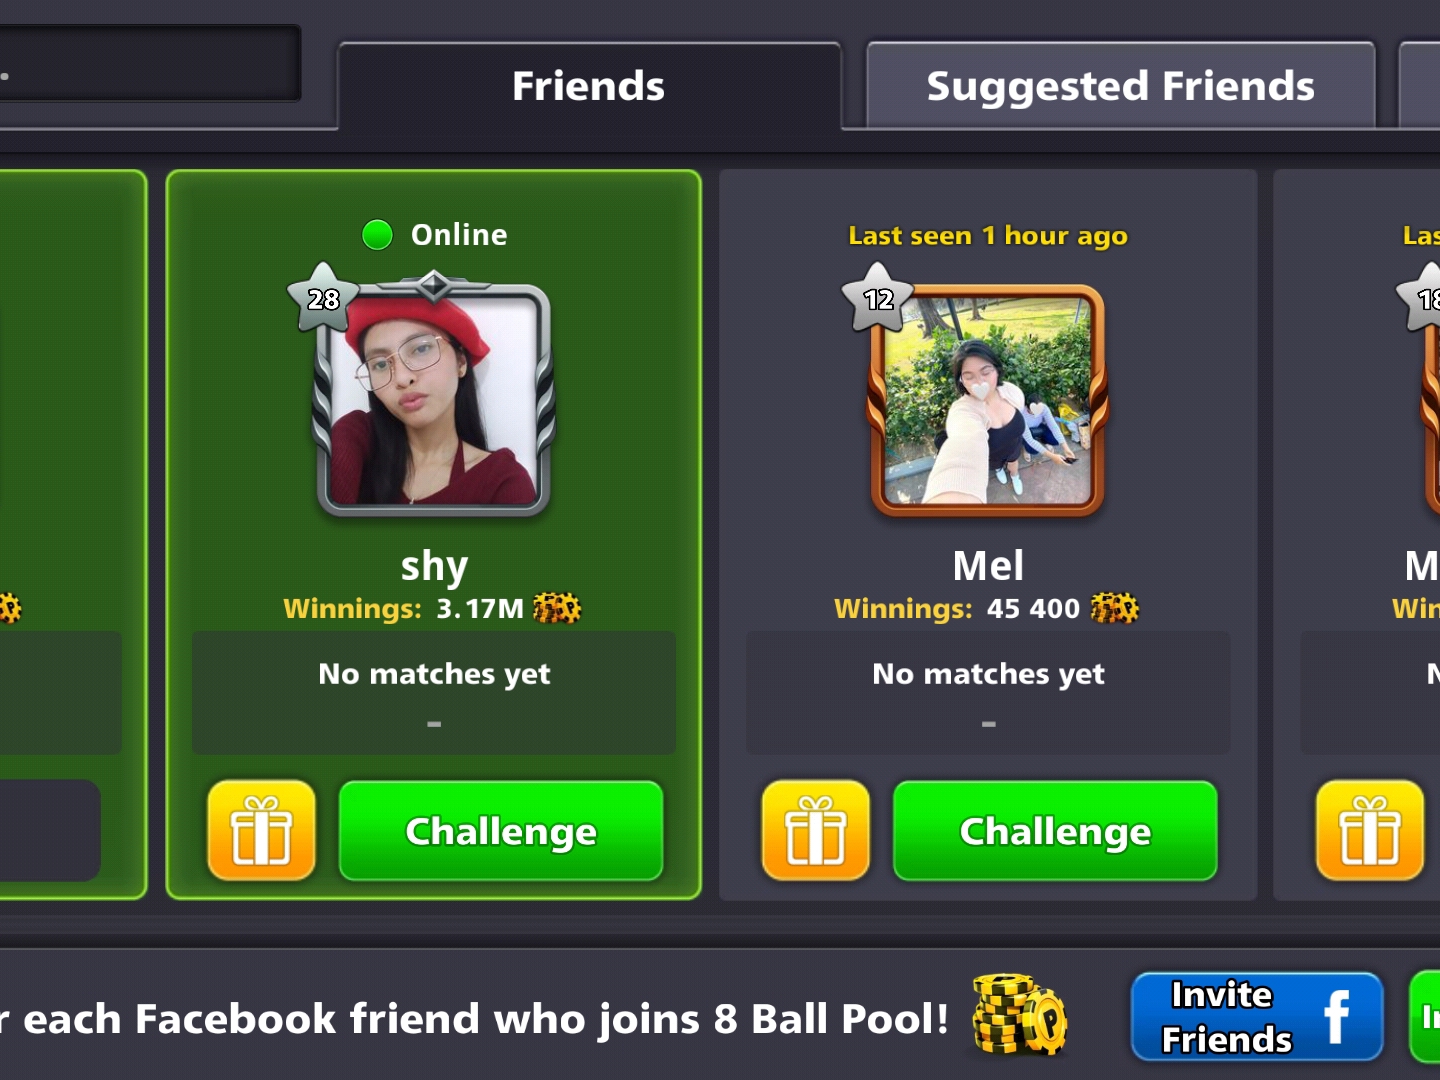 Friends
Suggested Friends
Online
Last seen 1 hour ago
28
12
18
shy
Mel
Winnings: 3.17M
Winnings: 45 400
No matches yet
-
No matches yet
-
Challenge
Challenge
each Facebook friend who joins 8 Ball Pool!
P
Invite
Friends
f